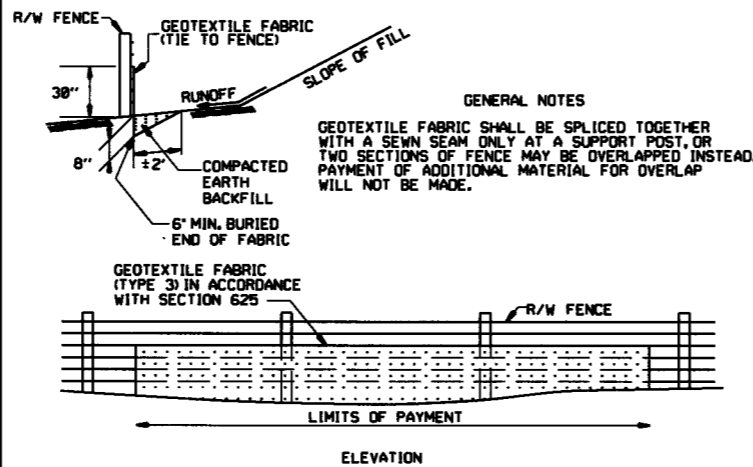 R/W FENCE
GEOTEXTILE FABRIC
(TIE TO FENCE)
SLOPE OF FILL
30"
RUNOFF
8"
±2'
COMPACTED
EARTH
BACKFILL
6" MIN. BURIED
END OF FABRIC
GENERAL NOTES
GEOTEXTILE FABRIC SHALL BE SPLICED TOGETHER
WITH A SEWN SEAM ONLY AT A SUPPORT POST, OR
TWO SECTIONS OF FENCE MAY BE OVERLAPPED INSTEAD.
PAYMENT OF ADDITIONAL MATERIAL FOR OVERLAP
WILL NOT BE MADE.
GEOTEXTILE FABRIC
(TYPE 3) IN ACCORDANCE
WITH SECTION 625
R/W FENCE
LIMITS OF PAYMENT
ELEVATION